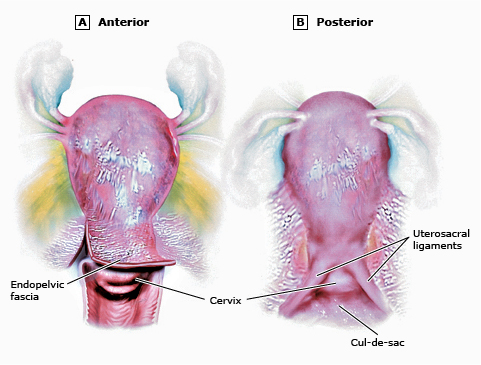 A Anterior
B Posterior
Uterosacral
ligaments
Endopelvic
fascia
Cervix
Cul-de-sac